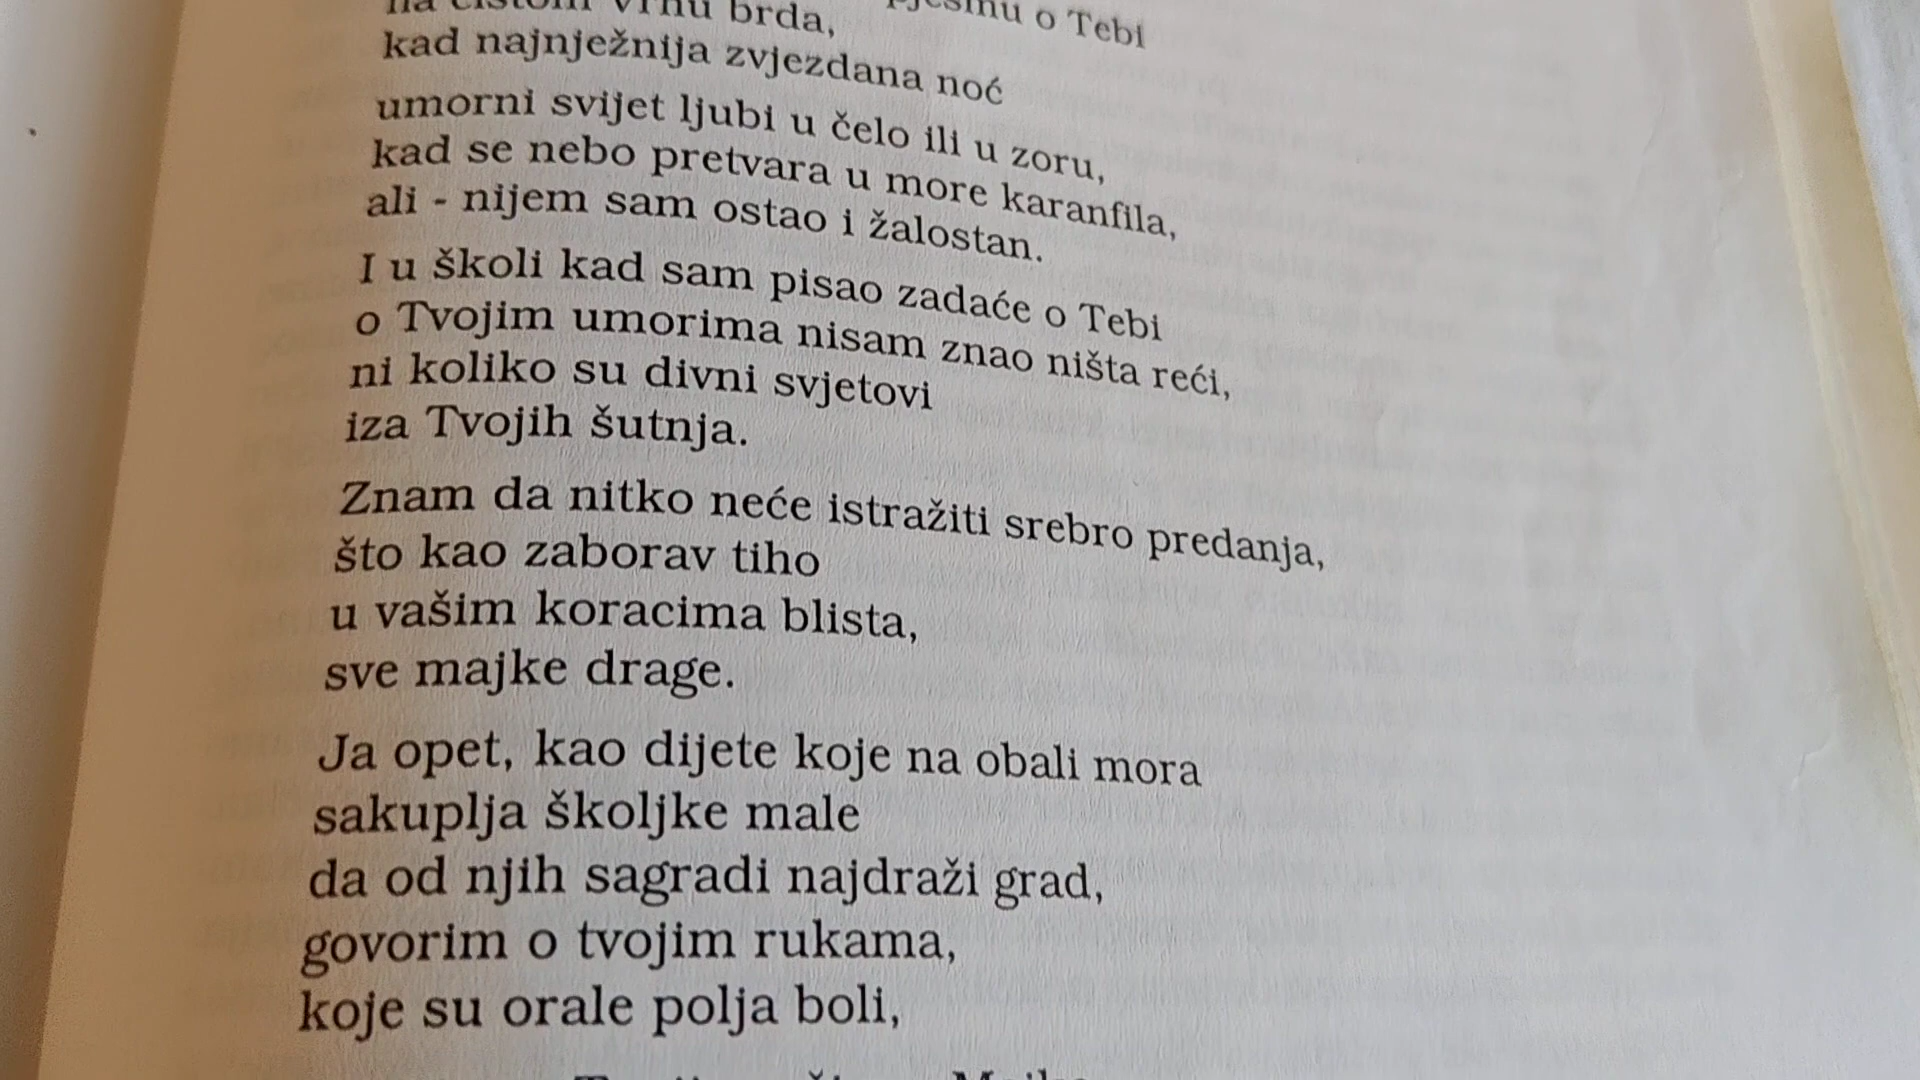 o Tebi
vrhu brda,
kad najnježnija zvjezdana noć
umorni svijet ljubi u čelo ili u zoru,
kad se nebo pretvara u more karanfila,
ali - nijem sam ostao i žalostan.
I u školi kad sam pisao zadaće o Tebi
o Tvojim umorima nisam znao ništa reći,
ni koliko su divni svjetovi
iza Tvojih šutnja.
Znam da nitko neće istražiti srebro predanja,
što kao zaborav tiho
u vašim koracima blista,
sve majke drage.
Ja opet, kao dijete koje na obali mora
sakuplja školjke male
da od njih sagradi najdraži grad,
govorim o tvojim rukama,
koje su orale polja boli,